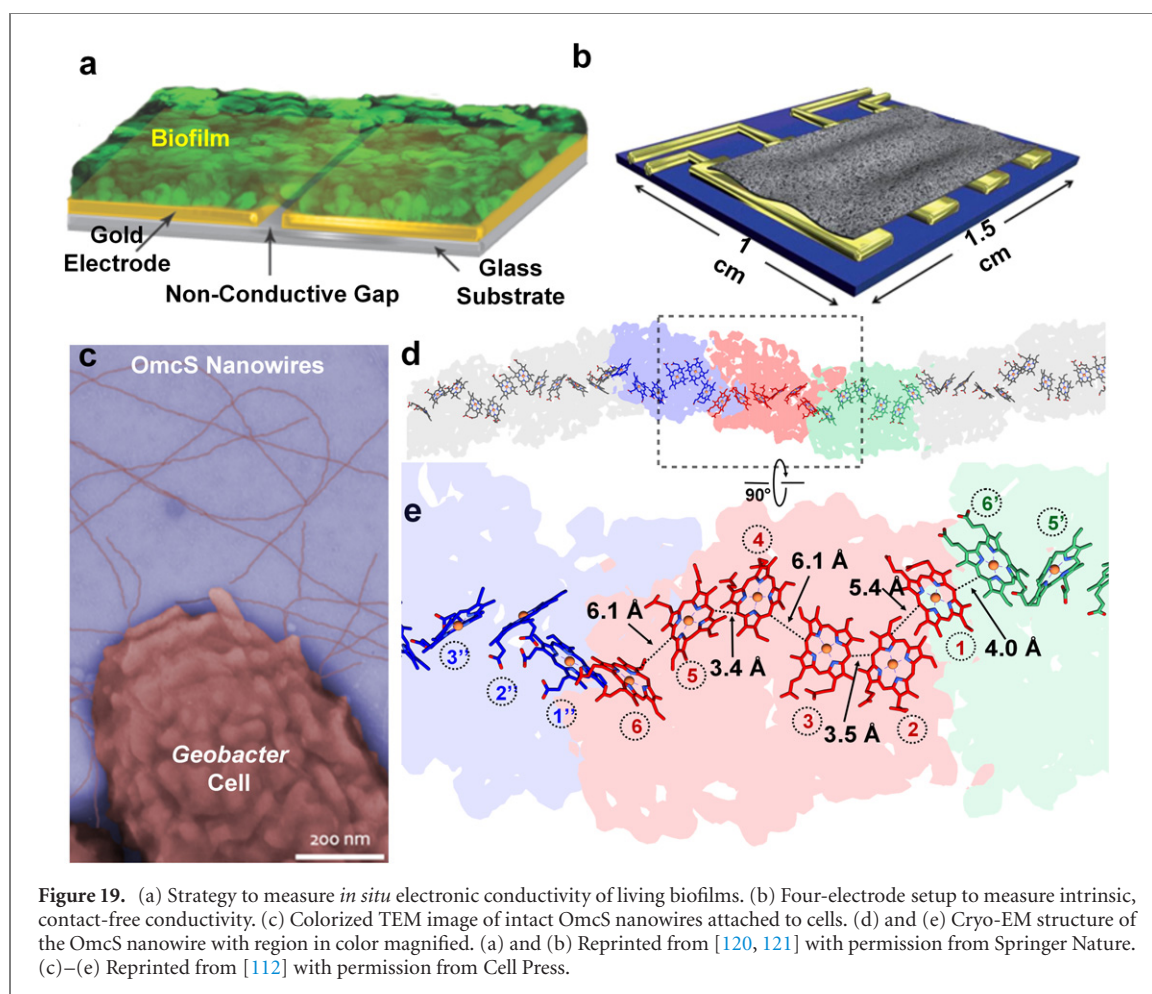 a
Biofilm
Gold
Electrode
Non-Conductive Gap
Glass
Substrate
b
1
cm
1.5
cm
c
OmcS Nanowires
Geobacter
Cell
200 nm
d
90°
e
3''
2'
1''
6
6.1 Å
5
3.4 Å
4
6.1 Å
3
3.5 Å
2
5.4 Å
1
4.0 Å
6'
5'
Figure 19. (a) Strategy to measure in situ electronic conductivity of living biofilms. (b) Four-electrode setup to measure intrinsic,
contact-free conductivity. (c) Colorized TEM image of intact OmcS nanowires attached to cells. (d) and (e) Cryo-EM structure of
the OmcS nanowire with region in color magnified. (a) and (b) Reprinted from [120, 121] with permission from Springer Nature.
(c)–(e) Reprinted from [112] with permission from Cell Press.